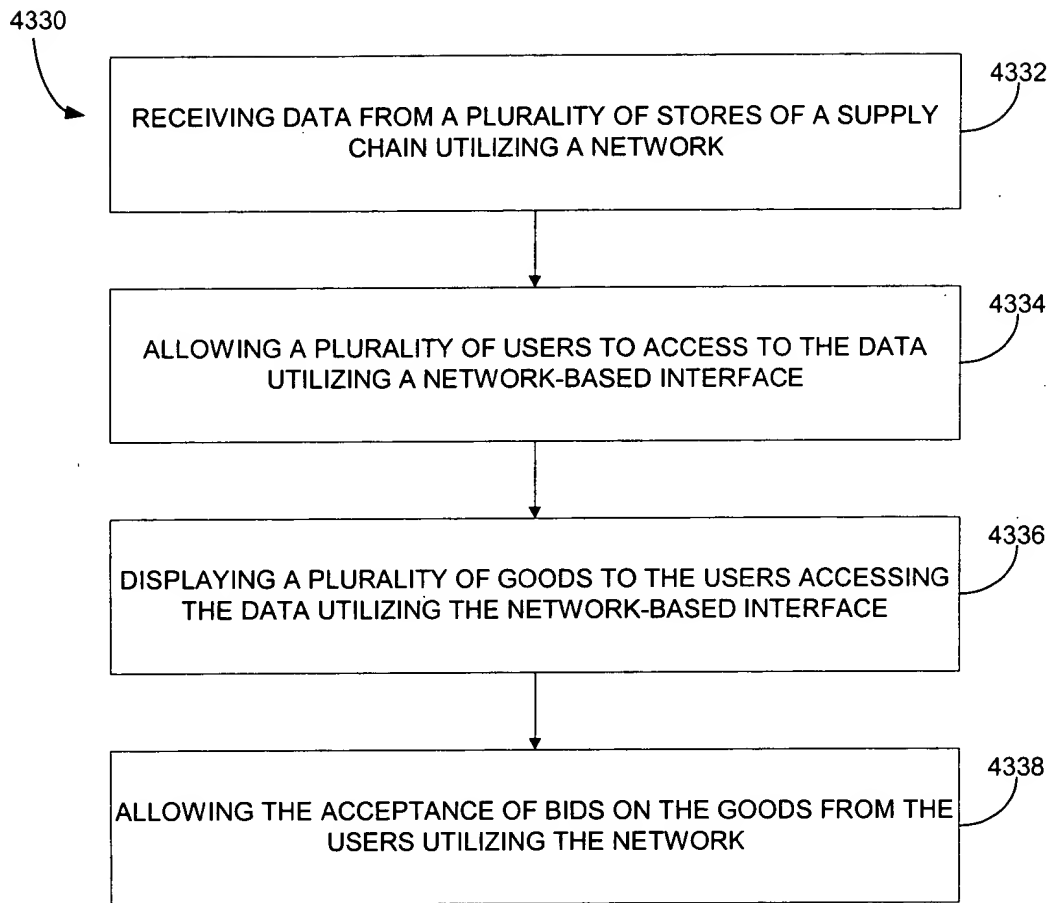 4330
4332
RECEIVING DATA FROM A PLURALITY OF STORES OF A SUPPLY
CHAIN UTILIZING A NETWORK
4334
ALLOWING A PLURALITY OF USERS TO ACCESS TO THE DATA
UTILIZING A NETWORK-BASED INTERFACE
4336
DISPLAYING A PLURALITY OF GOODS TO THE USERS ACCESSING
THE DATA UTILIZING THE NETWORK-BASED INTERFACE
4338
ALLOWING THE ACCEPTANCE OF BIDS ON THE GOODS FROM THE
USERS UTILIZING THE NETWORK